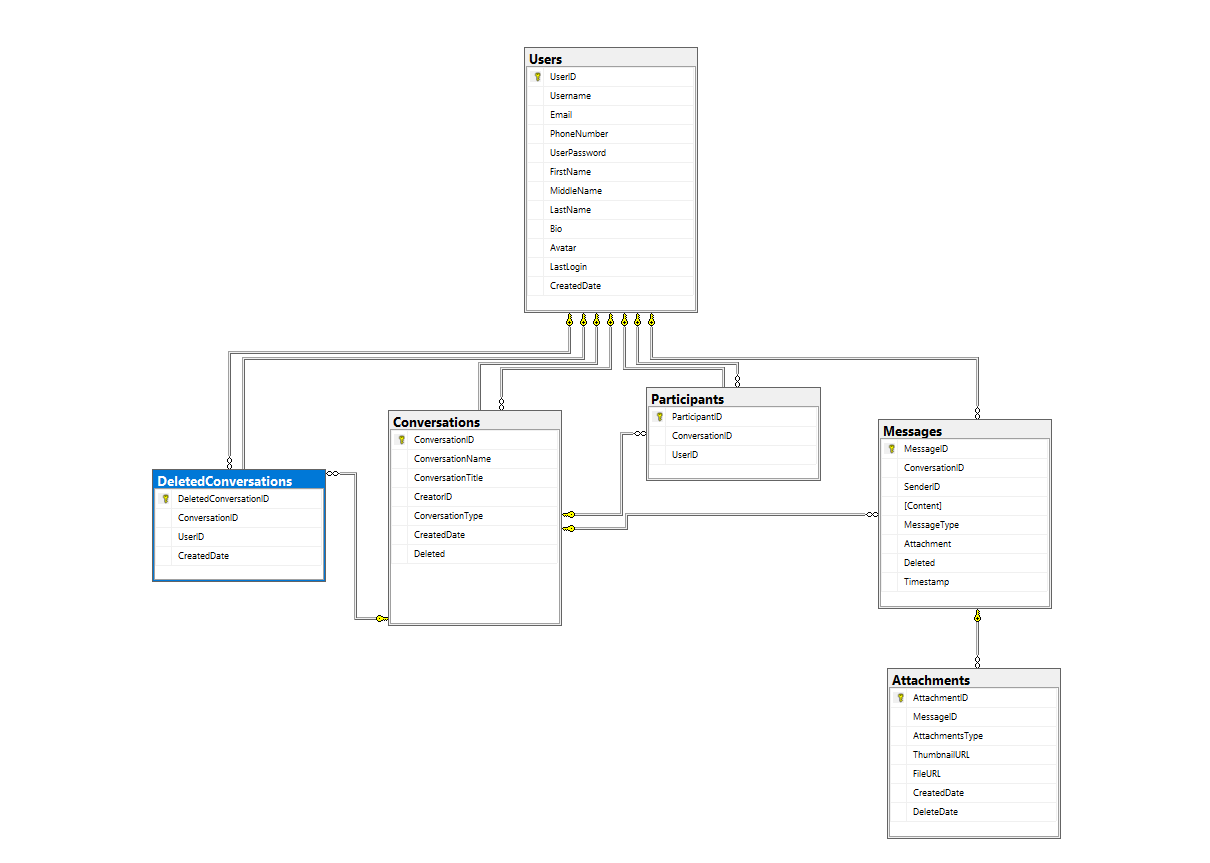 Users
UserID
Username
Email
PhoneNumber
UserPassword
FirstName
MiddleName
LastName
Bio
Avatar
LastLogin
CreatedDate
Participants
ParticipantID
ConversationID
UserID
Conversations
ConversationID
ConversationName
ConversationTitle
CreatorID
ConversationType
CreatedDate
Deleted
Messages
MessageID
ConversationID
SenderID
[Content]
MessageType
Attachment
Deleted
Timestamp
DeletedConversations
DeletedConversationID
ConversationID
UserID
CreatedDate
Attachments
AttachmentID
MessageID
AttachmentsType
ThumbnailURL
FileURL
CreatedDate
DeleteDate